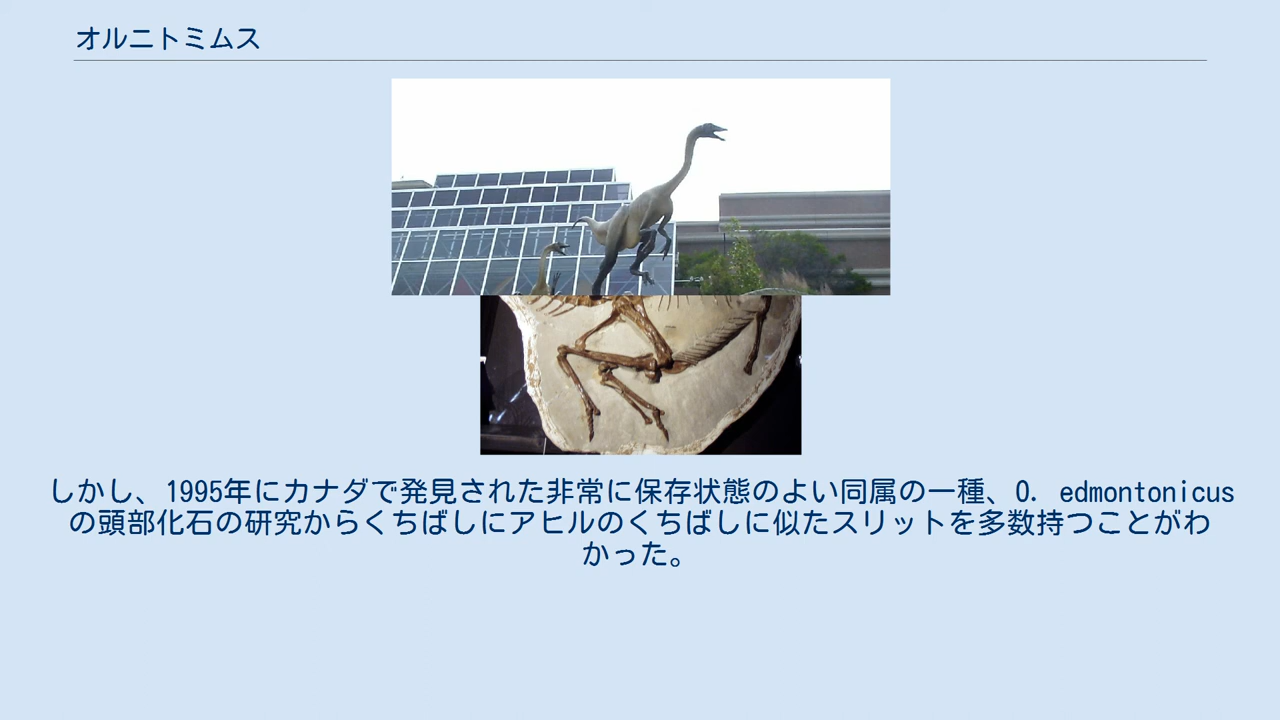 オルニトミムス
しかし、1995年にカナダで発見された非常に保存状態のよい同属の一種、O. edmontonicus
の頭部化石の研究からくちばしにアヒルのくちばしに似たスリットを多数持つことがわ
かった。